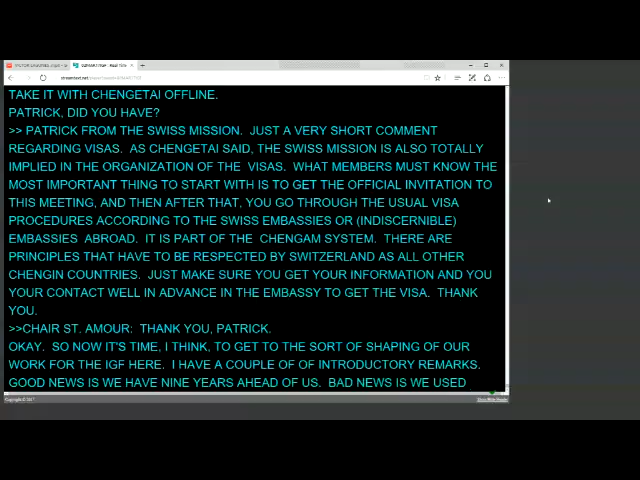 streamtext.net
TAKE IT WITH CHENGETAI OFFLINE.
PATRICK, DID YOU HAVE?
>> PATRICK FROM THE SWISS MISSION. JUST A VERY SHORT COMMENT
REGARDING VISAS. AS CHENGETAI SAID, THE SWISS MISSION IS ALSO TOTALLY
IMPLIED IN THE ORGANIZATION OF THE VISAS. WHAT MEMBERS MUST KNOW THE
MOST IMPORTANT THING TO START WITH IS TO GET THE OFFICIAL INVITATION TO
THIS MEETING, AND THEN AFTER THAT, YOU GO THROUGH THE USUAL VISA
PROCEDURES ACCORDING TO THE SWISS EMBASSIES OR (INDISCERNIBLE)
EMBASSIES ABROAD. IT IS PART OF THE CHENGAM SYSTEM. THERE ARE
PRINCIPLES THAT HAVE TO BE RESPECTED BY SWITZERLAND AS ALL OTHER
CHENGIN COUNTRIES. JUST MAKE SURE YOU GET YOUR INFORMATION AND YOU
YOUR CONTACT WELL IN ADVANCE IN THE EMBASSY TO GET THE VISA. THANK
YOU.
>>CHAIR ST. AMOUR: THANK YOU, PATRICK.
OKAY. SO NOW IT'S TIME, I THINK, TO GET TO THE SORT OF SHAPING OF OUR
WORK FOR THE IGF HERE. I HAVE A COUPLE OF OF INTRODUCTORY REMARKS.
GOOD NEWS IS WE HAVE NINE YEARS AHEAD OF US. BAD NEWS IS WE USED